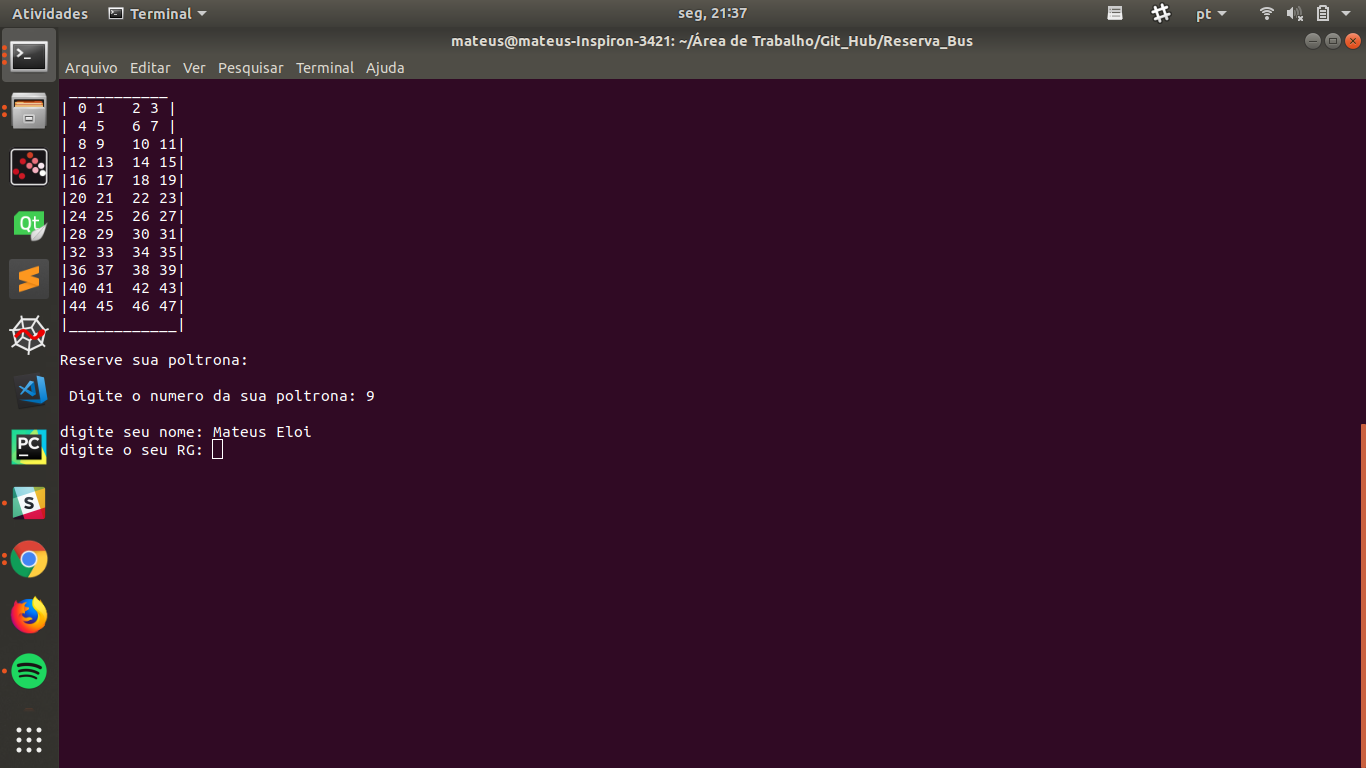 Atividades Terminal seg, 21:37 pt
mateus@mateus-Inspiron-3421: ~/Área de Trabalho/Git_Hub/Reserva_Bus
Arquivo Editar Ver Pesquisar Terminal Ajuda
 ___________
| 0 1   2 3 |
| 4 5   6 7 |
| 8 9   10 11|
|12 13  14 15|
|16 17  18 19|
|20 21  22 23|
|24 25  26 27|
|28 29  30 31|
|32 33  34 35|
|36 37  38 39|
|40 41  42 43|
|44 45  46 47|
|____________|
Reserve sua poltrona:
Digite o numero da sua poltrona: 9
digite seu nome: Mateus Eloi
digite o seu RG:
Qt
PC
S